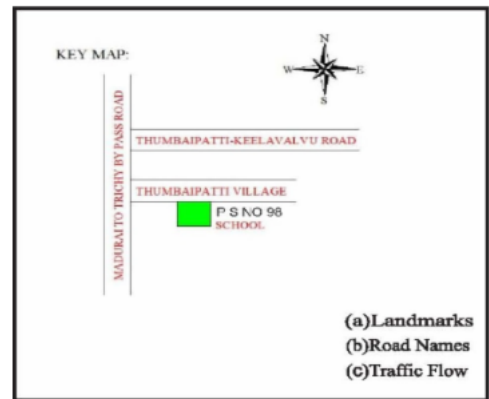 KEY MAP:
N
W E
S
MADURAI TO TRICHY BY PASS ROAD
THUMBAIPATTI-KEELAVALVU ROAD
THUMBAIPATTI VILLAGE
P S NO 98
SCHOOL
(a)Landmarks
(b)Road Names
(c)Traffic Flow